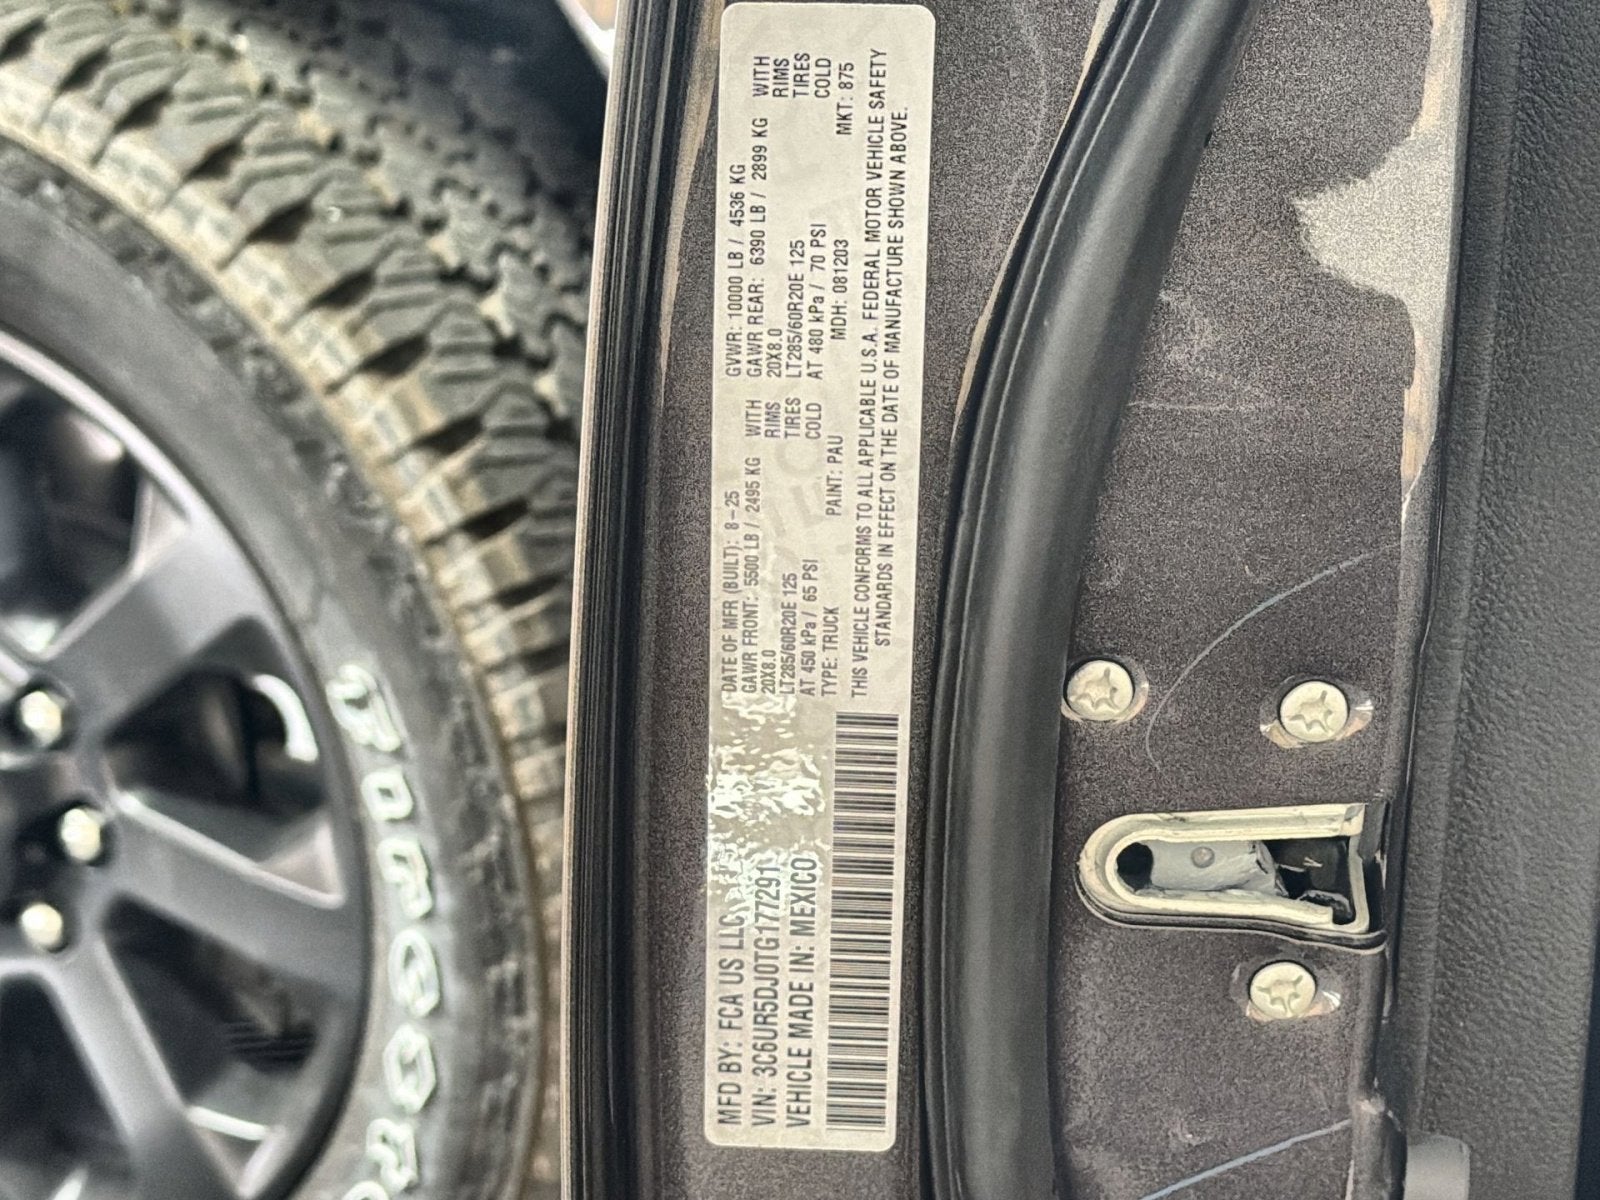 MFD BY: FCA US LLC
VIN: 3C6UR5DJ0TG177291
VEHICLE MADE IN: MEXICO
DATE OF MFR (BUILT): 8-25 GVWR: 10000 LB / 4536 KG
GAWR FRONT: 5500 LB / 2495 KG WITH GAWR REAR: 6390 LB / 2899 KG WITH
20X8.0 RIMS 20X8.0 RIMS
LT285/60R20E 125 TIRES LT285/60R20E 125 TIRES
AT 450 kPa / 65 PSI COLD AT 480 kPa / 70 PSI COLD
TYPE: TRUCK PAINT: PAU MDH: 081203 MKT: 875
THIS VEHICLE CONFORMS TO ALL APPLICABLE U.S.A. FEDERAL MOTOR VEHICLE SAFETY
STANDARDS IN EFFECT ON THE DATE OF MANUFACTURE SHOWN ABOVE.